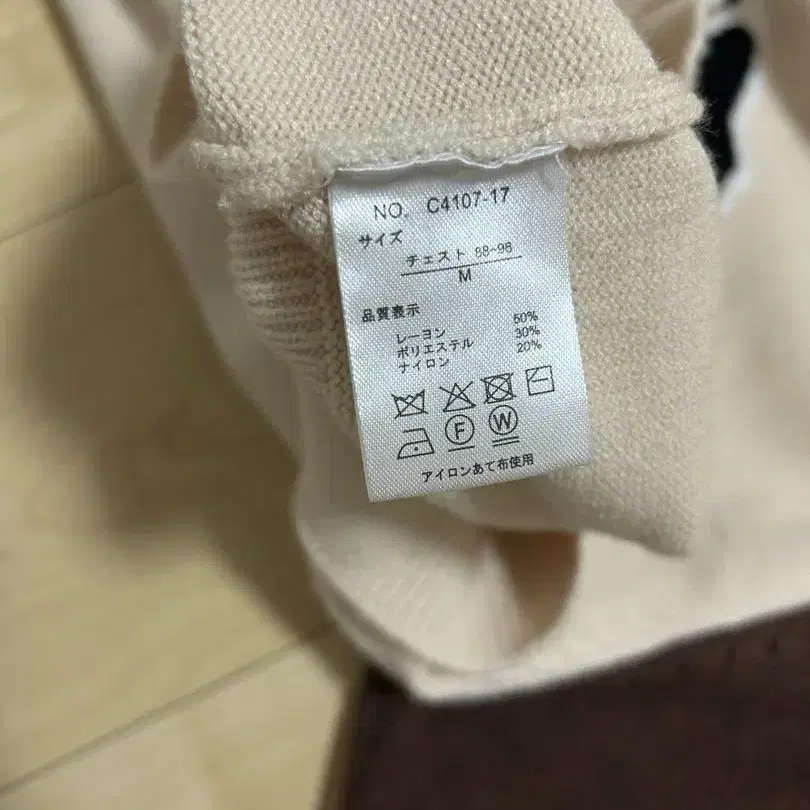 NO. C4107-17
サイズ
チェスト 88-96
M
品質表示
レーヨン 50%
ポリエステル 30%
ナイロン 20%
F W
アイロンあて布使用